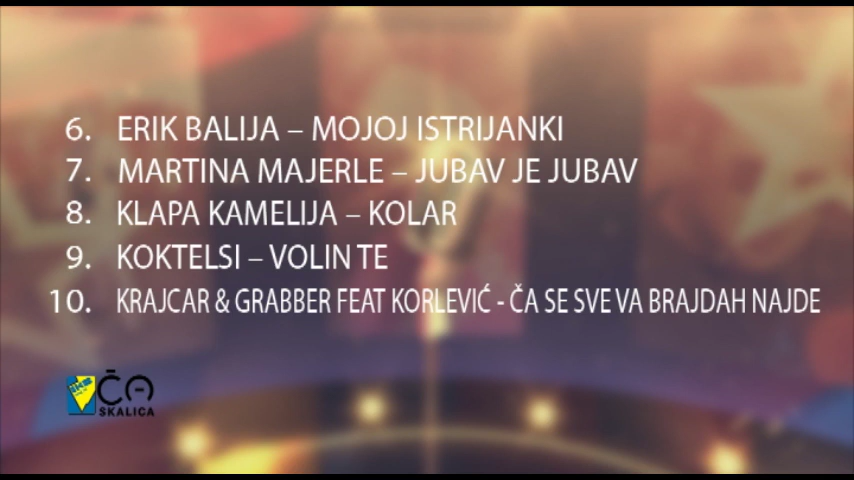 6. ERIK BALIJA – MOJOJ ISTRIJANKI
7. MARTINA MAJERLE – JUBAV JE JUBAV
8. KLAPA KAMELIJA – KOLAR
9. KOKTELSI – VOLIN TE
10. KRAJCAR & GRABBER FEAT KORLEVIĆ - ČA SE SVE VA BRAJDAH NAJDE
ČA
SKALICA